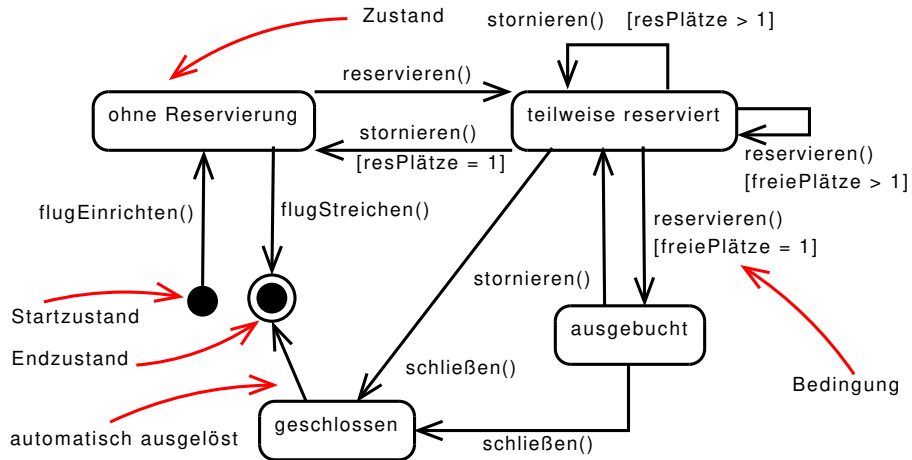 Zustand
stornieren() [resPlätze > 1]
reservieren()
ohne Reservierung
teilweise reserviert
stornieren()
[resPlätze = 1]
reservieren()
[freiePlätze > 1]
flugEinrichten()
flugStreichen()
reservieren()
[freiePlätze = 1]
stornieren()
Startzustand
ausgebucht
Endzustand
schließen()
Bedingung
geschlossen
automatisch ausgelöst
schließen()